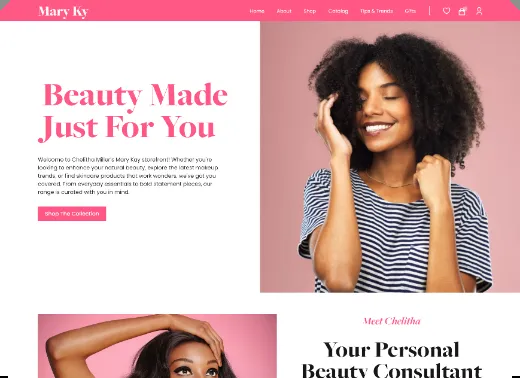 Mary Ky
Home About Shop Catalog Tips & Trends Gifts
Beauty Made
Just For You
Welcome to Chelitha Miller's Mary Kay storefront! Whether you're
looking to enhance your natural beauty, explore the latest makeup
trends, or find skincare products that work wonders, we've got you
covered. From everyday essentials to bold statement pieces, our
range is curated with you in mind.
Shop The Collection
Meet Chelitha
Your Personal
Beauty Consultant